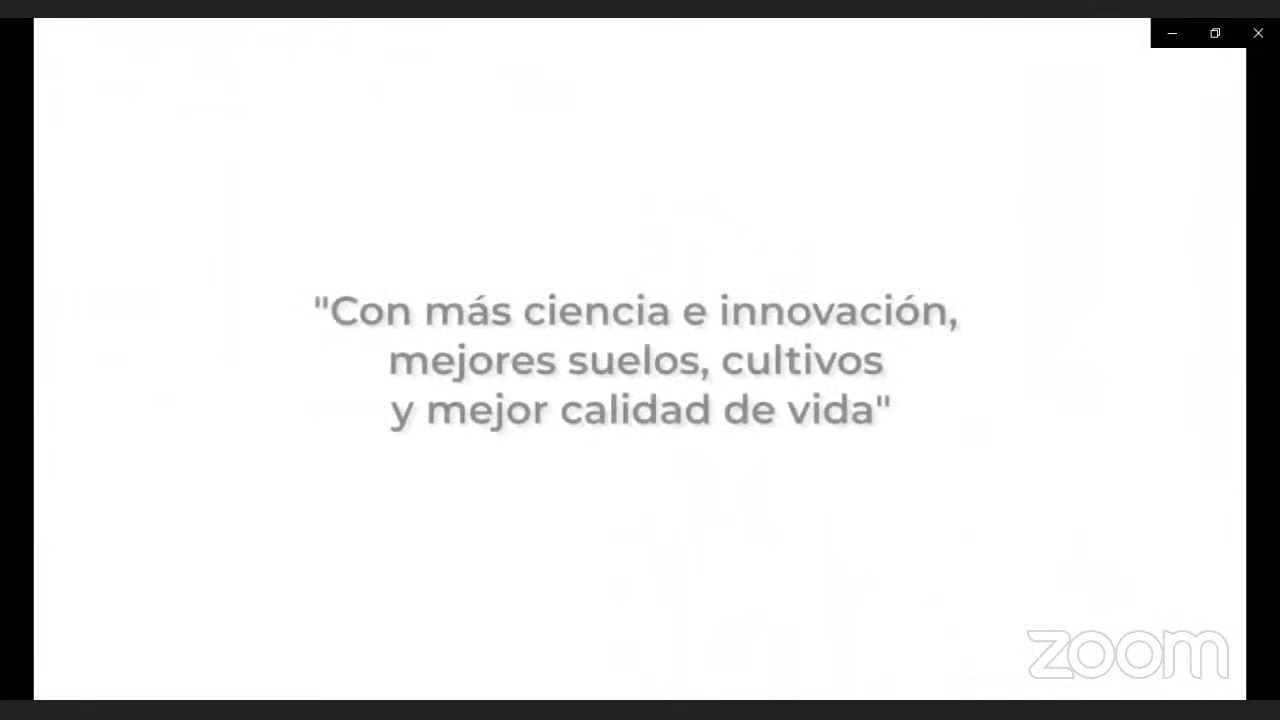 "Con más ciencia e innovación,
mejores suelos, cultivos
y mejor calidad de vida"
zoom